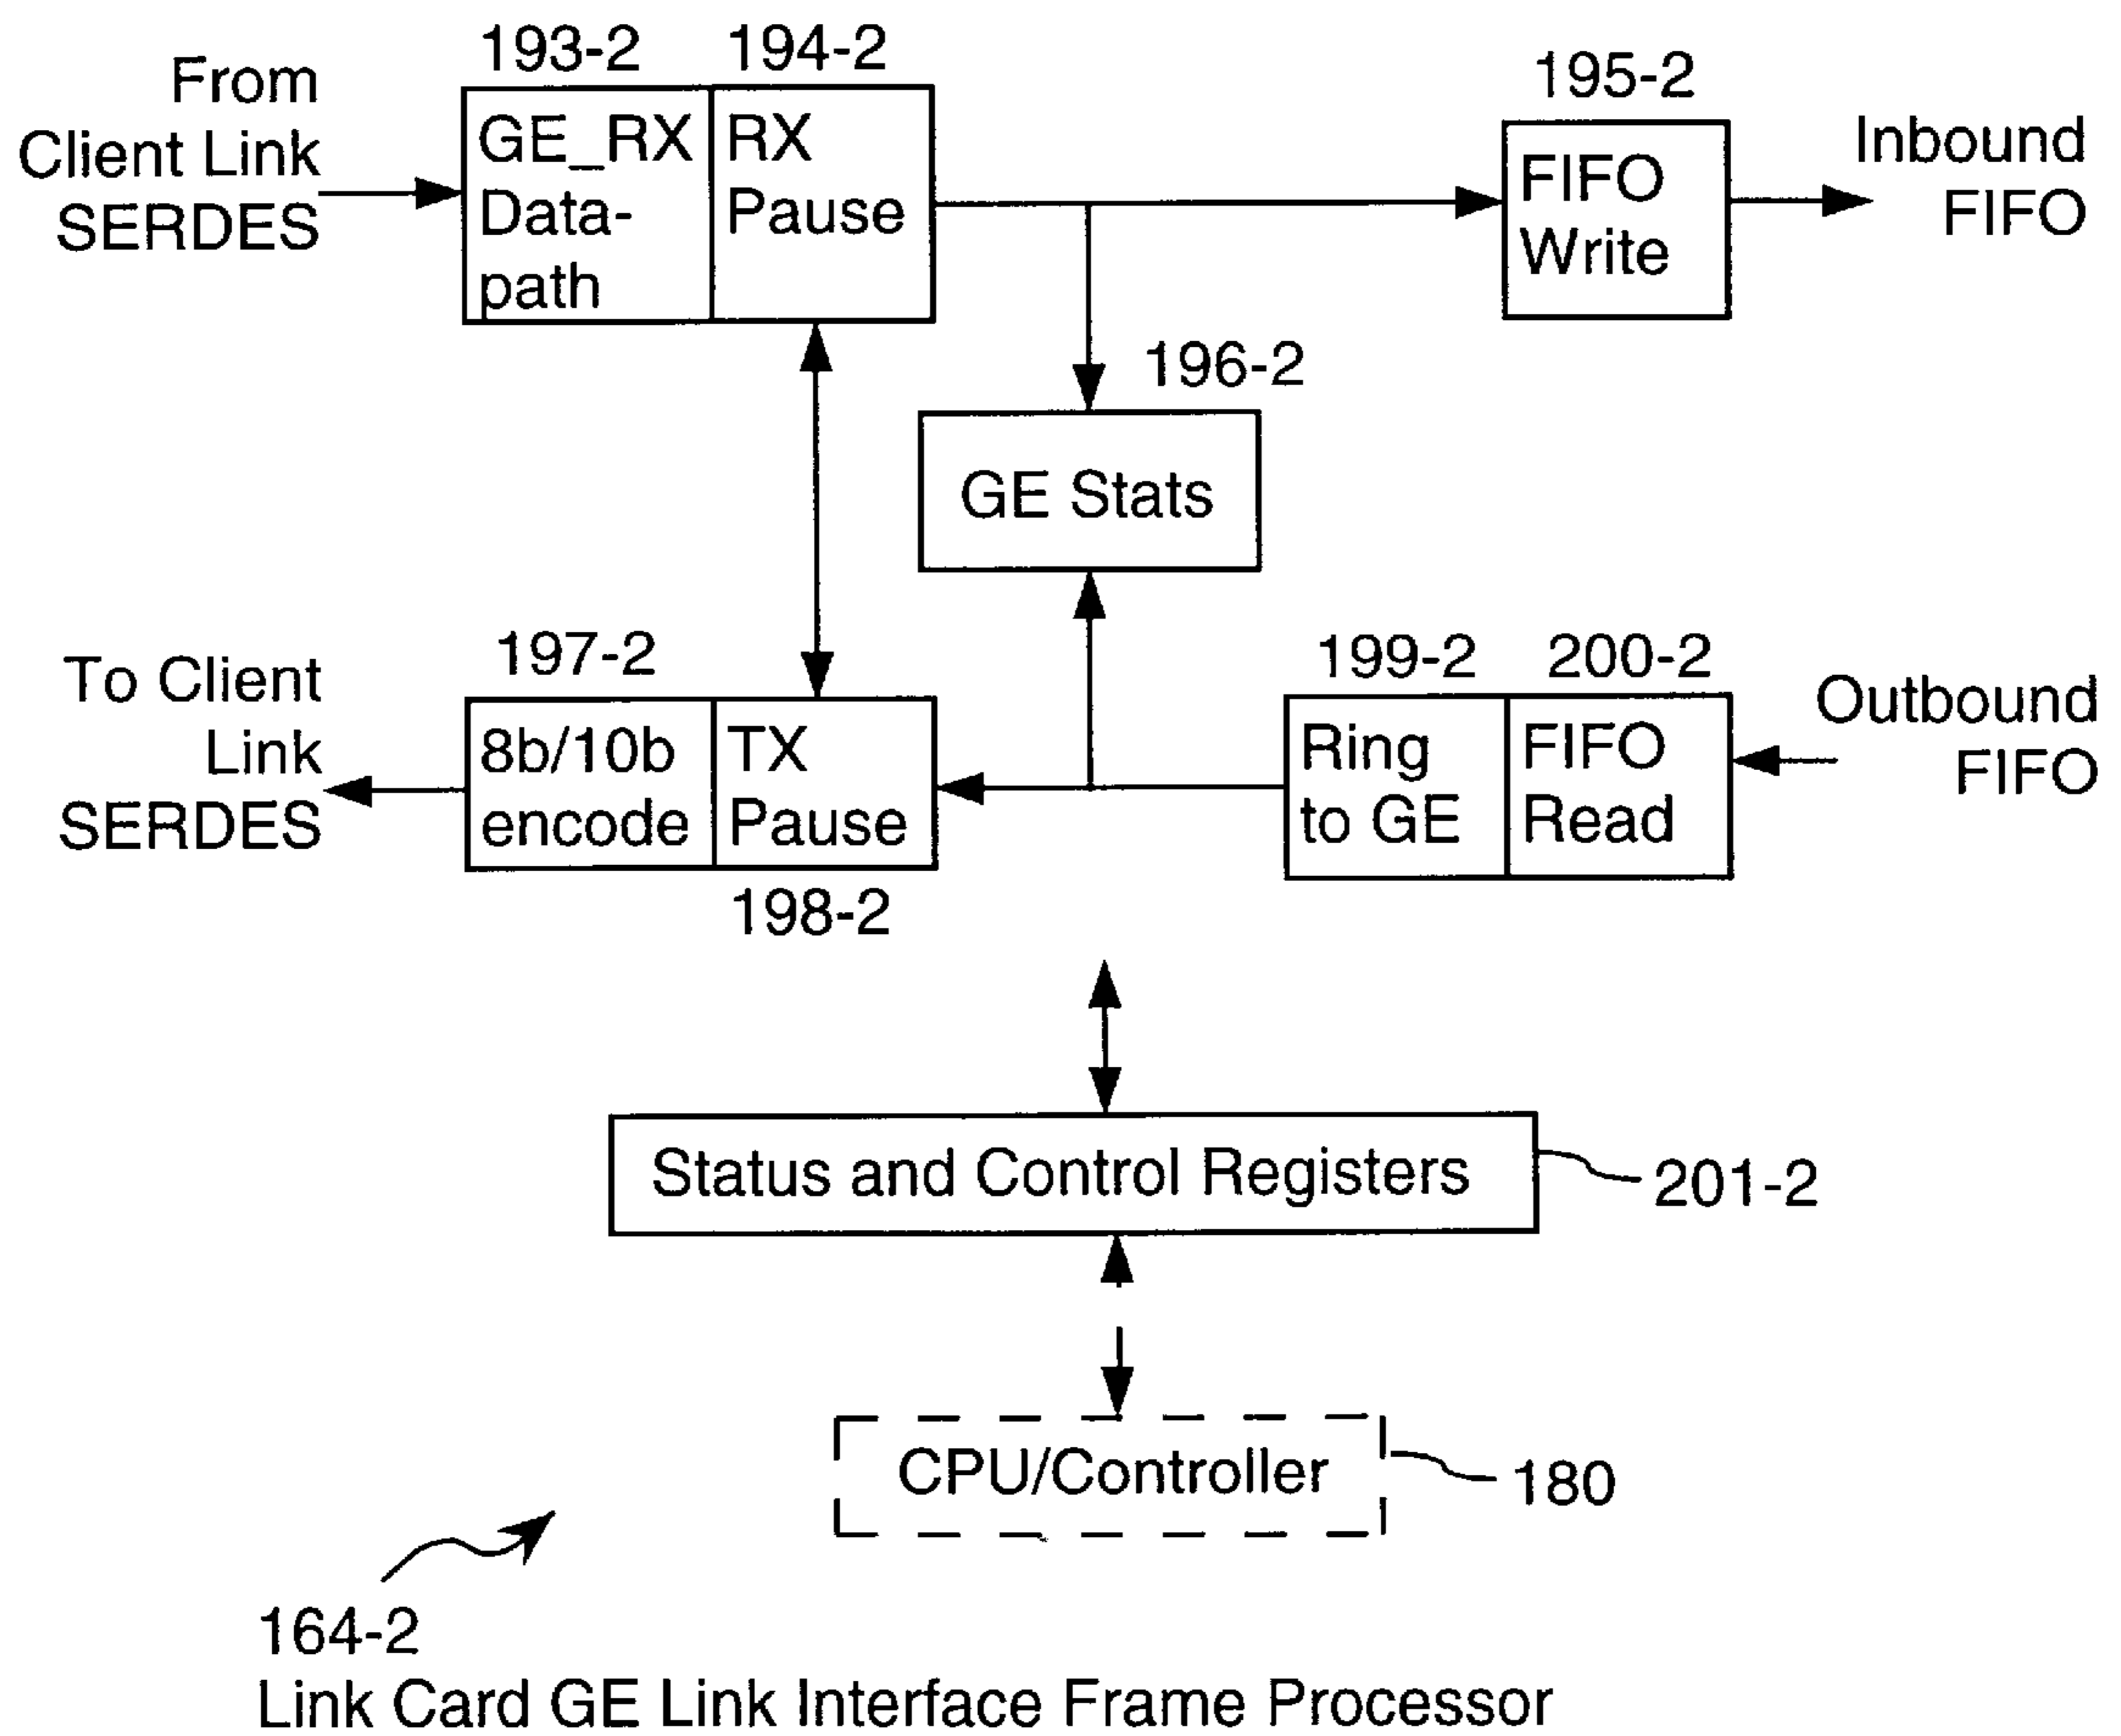 193-2
194-2
From
Client Link
SERDES
GE_RX
Data-
path
RX
Pause
195-2
FIFO
Write
Inbound
FIFO
196-2
GE Stats
To Client
Link
SERDES
197-2
8b/10b
encode
TX
Pause
198-2
199-2
200-2
Ring
to GE
FIFO
Read
Outbound
FIFO
Status and Control Registers
201-2
CPU/Controller
180
164-2
Link Card GE Link Interface Frame Processor